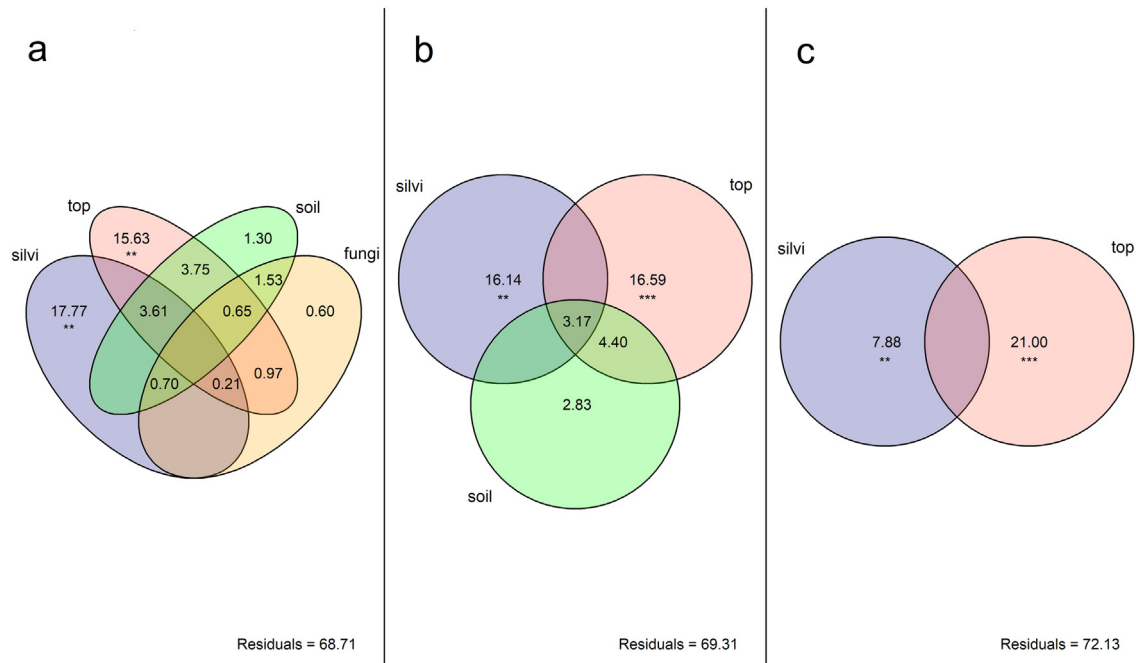 a
top
soil
silvi
fungi
15.63
**
1.30
3.75
1.53
17.77
**
3.61
0.65
0.60
0.70
0.21
0.97
Residuals = 68.71
b
silvi
top
16.14
**
16.59
***
3.17
4.40
2.83
soil
Residuals = 69.31
c
silvi
top
7.88
**
21.00
***
Residuals = 72.13